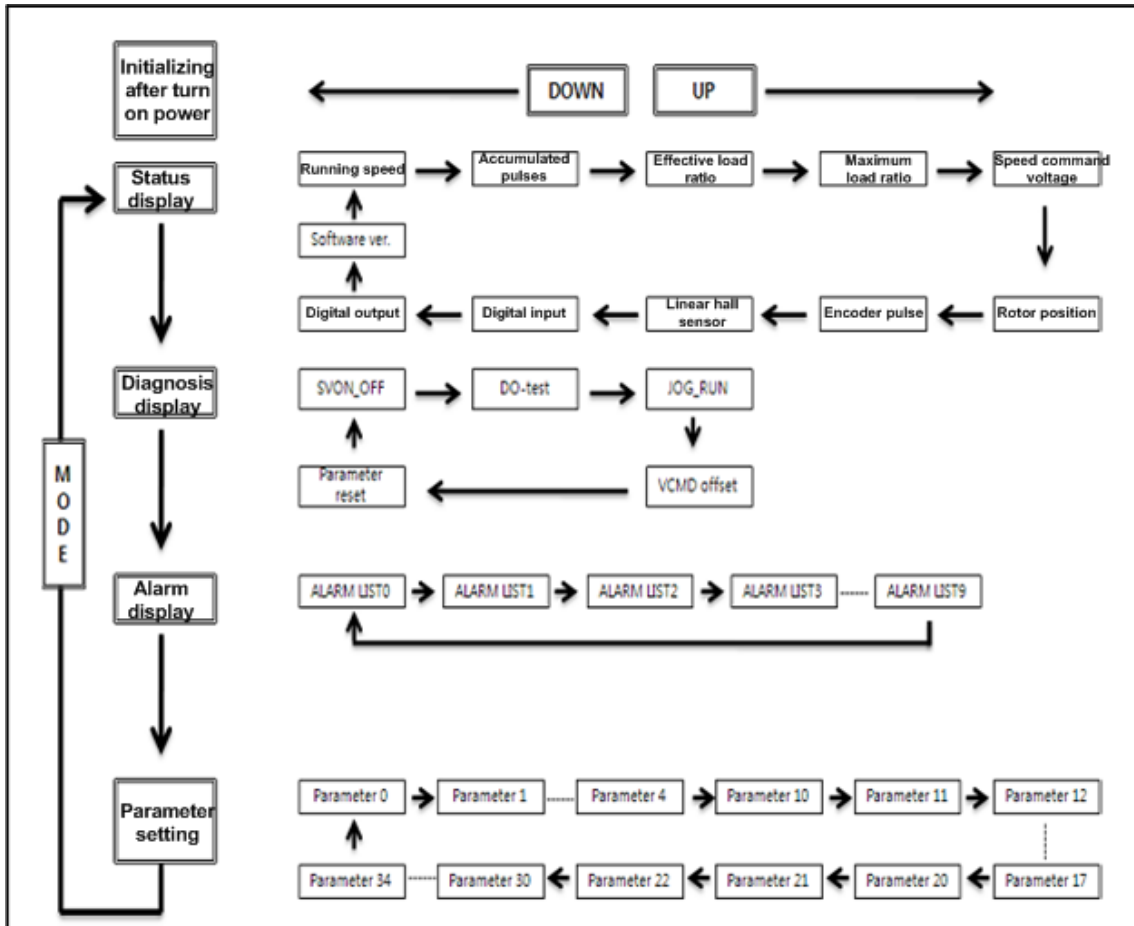 Initializing
after turn
on power
DOWN
UP
Status
display
Running speed
Accumulated
pulses
Effective load
ratio
Maximum
load ratio
Speed command
voltage
Software ver.
Digital output
Digital input
Linear hall
sensor
Encoder pulse
Rotor position
Diagnosis
display
SVON_OFF
DO-test
JOG_RUN
Parameter
reset
VCMD offset
M
O
D
E
Alarm
display
ALARM LIST0
ALARM LIST1
ALARM LIST2
ALARM LIST3
ALARM LIST9
Parameter
setting
Parameter 0
Parameter 1
Parameter 4
Parameter 10
Parameter 11
Parameter 12
Parameter 34
Parameter 30
Parameter 22
Parameter 21
Parameter 20
Parameter 17